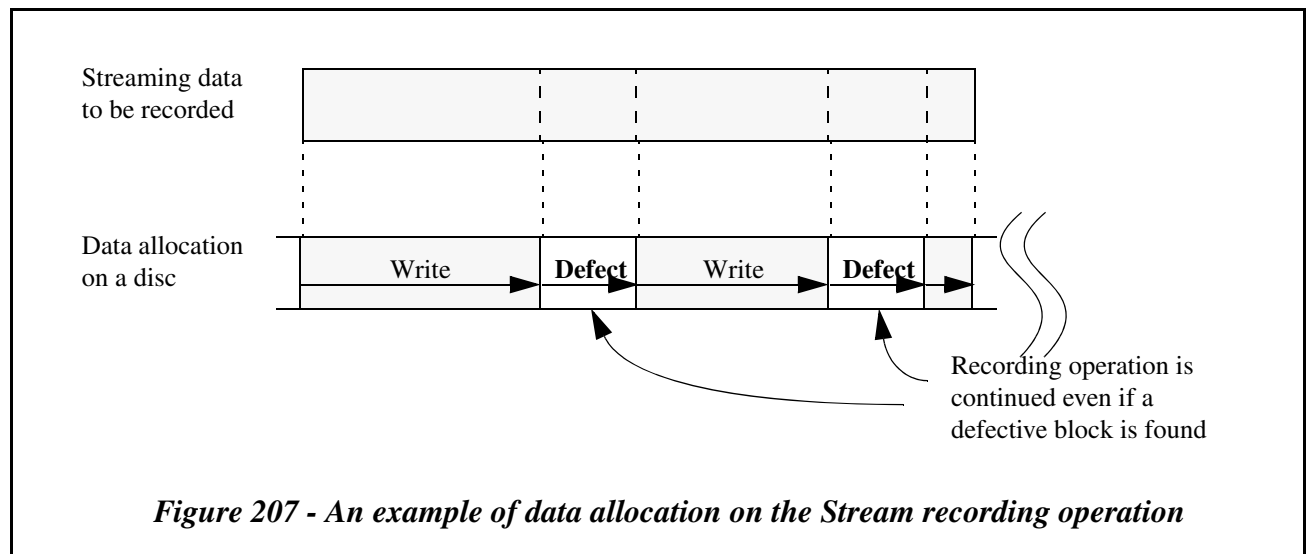 Streaming data
to be recorded
Data allocation
on a disc
Write
Defect
Write
Defect
Recording operation is
continued even if a
defective block is found
Figure 207 - An example of data allocation on the Stream recording operation